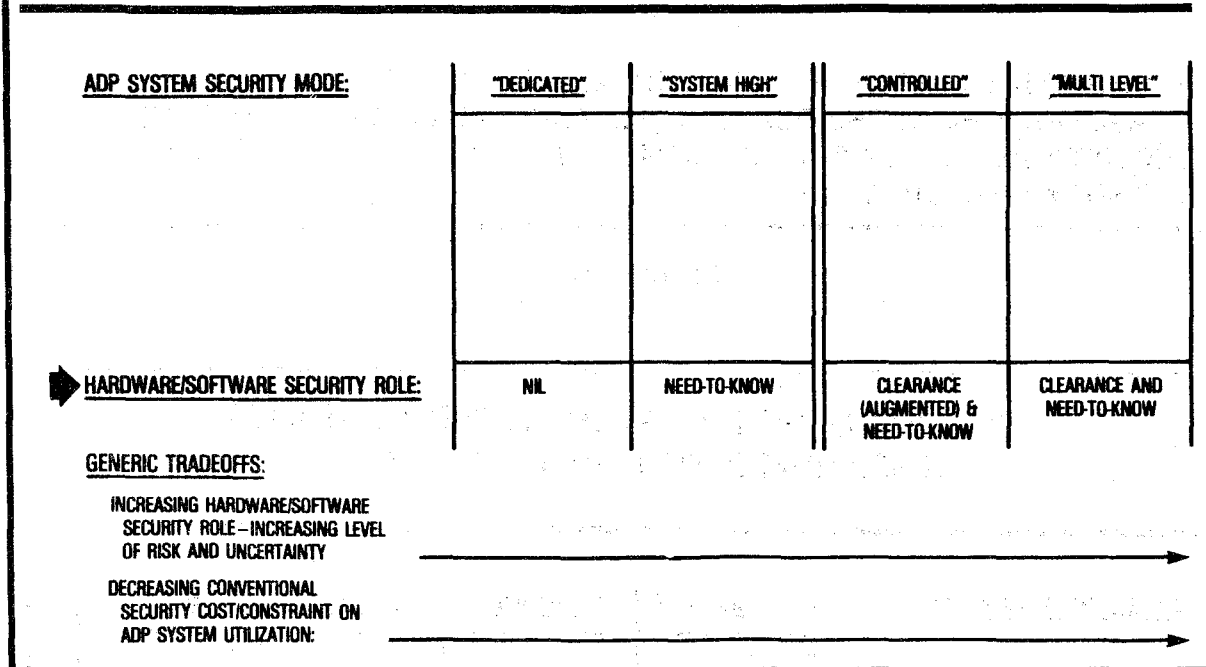 ADP SYSTEM SECURITY MODE:
"DEDICATED"
"SYSTEM HIGH"
"CONTROLLED"
"MULTI LEVEL"
HARDWARE/SOFTWARE SECURITY ROLE:
NIL
NEED-TO-KNOW
CLEARANCE
(AUGMENTED) &
NEED-TO-KNOW
CLEARANCE AND
NEED-TO-KNOW
GENERIC TRADEOFFS:
INCREASING HARDWARE/SOFTWARE
SECURITY ROLE–INCREASING LEVEL
OF RISK AND UNCERTAINTY
DECREASING CONVENTIONAL
SECURITY COST/CONSTRAINT ON
ADP SYSTEM UTILIZATION: